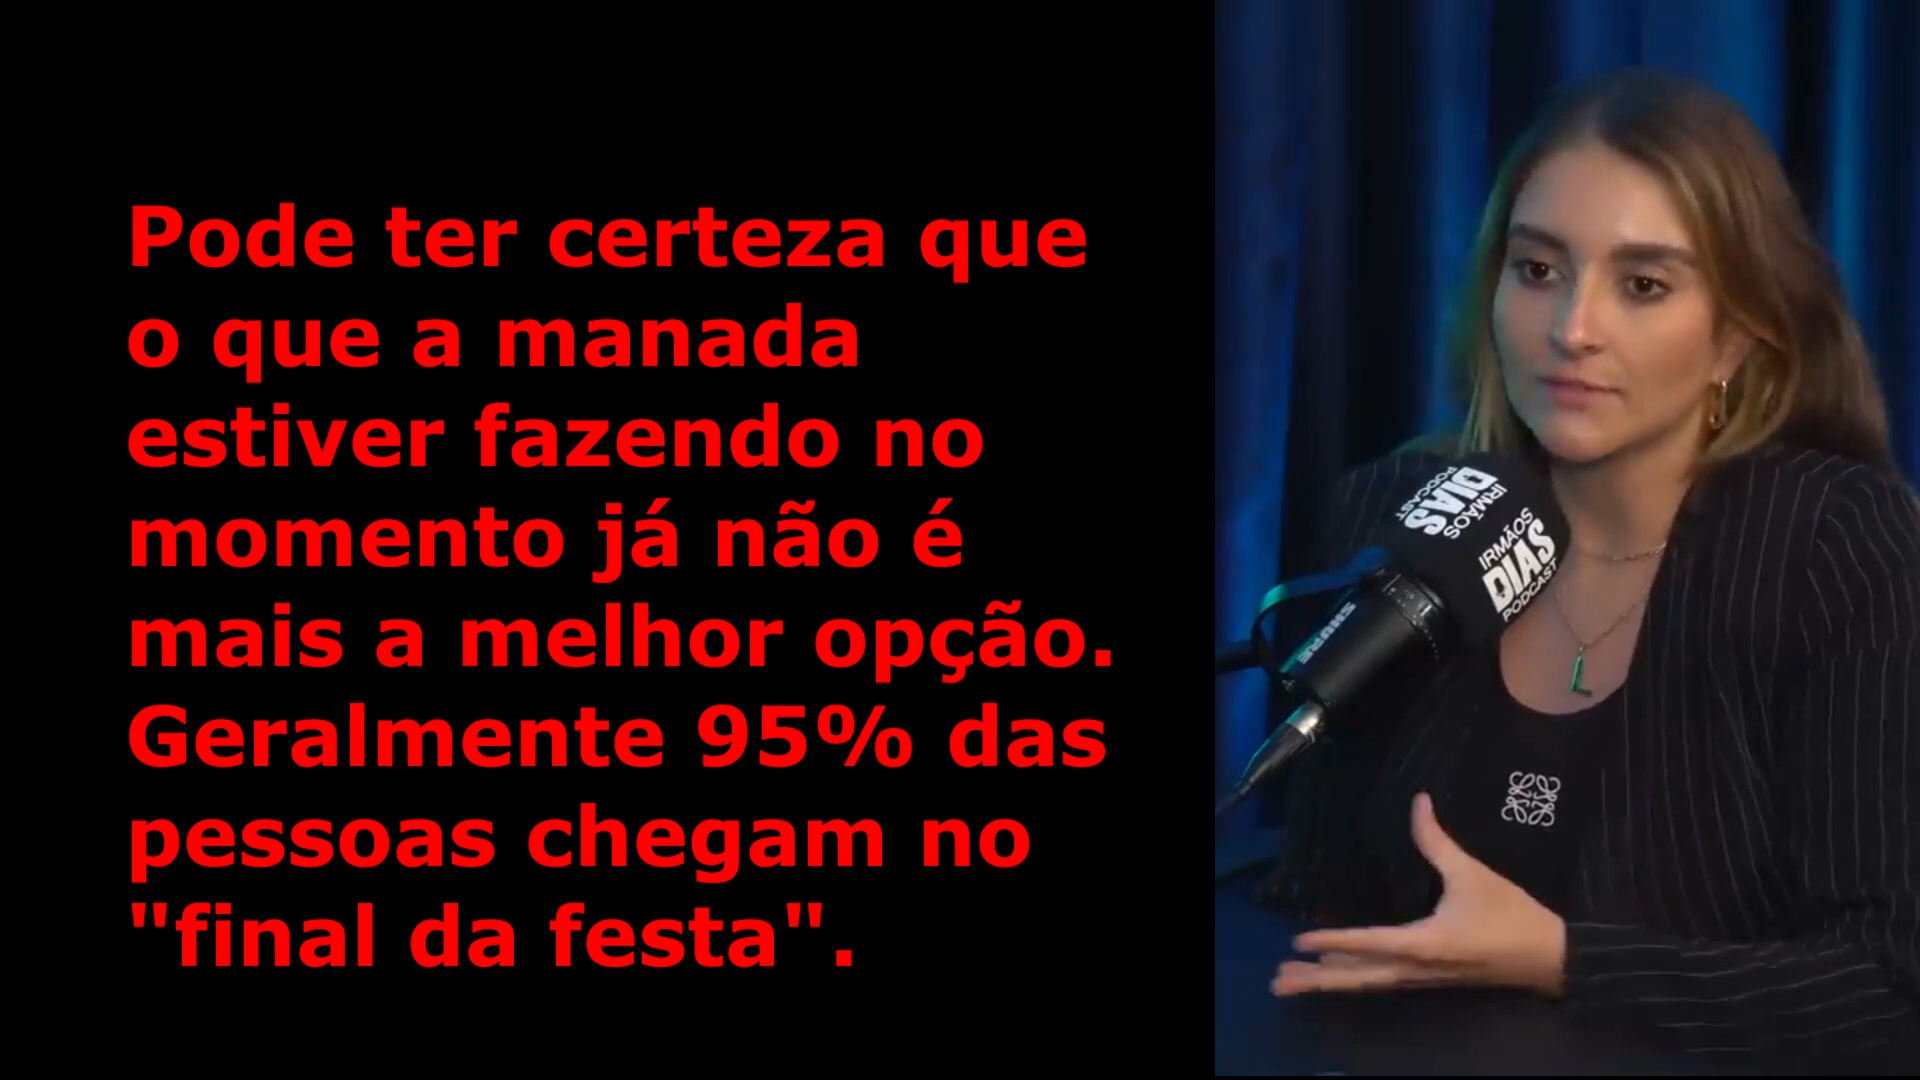 Pode ter certeza que
o que a manada
estiver fazendo no
momento já não é
mais a melhor opção.
Geralmente 95% das
pessoas chegam no
"final da festa".
IRMÃOS
DIAS
PODCAST
IRMÃOS
DIAS
PODCAST
SHURE